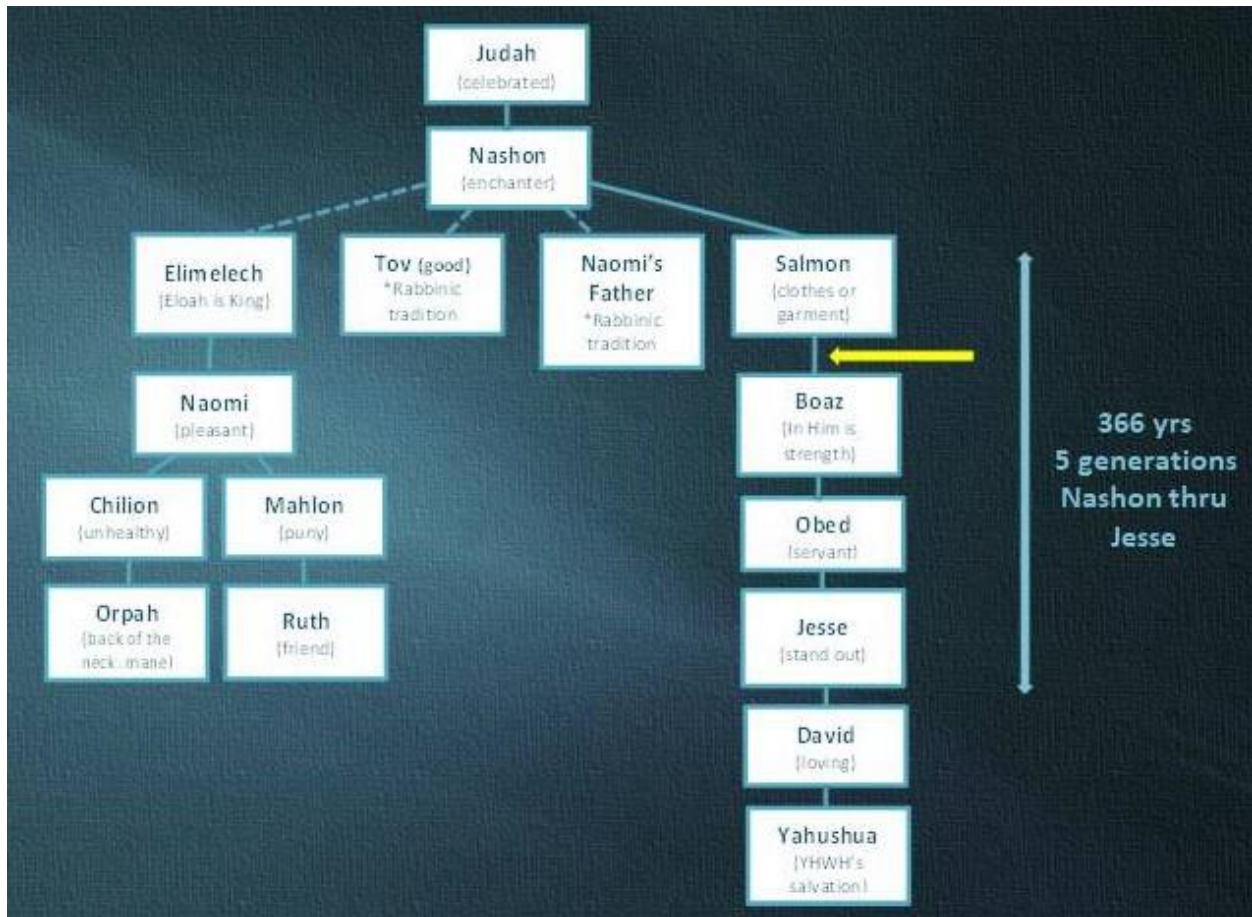 Judah
(celebrated)
Nashon
(enchanter)
Elimelech
(Eloah is King)
Tov (good)
*Rabbinic
tradition
Naomi's
Father
*Rabbinic
tradition
Salmon
(clothes or
garment)
Naomi
(pleasant)
Boaz
(In Him is
strength)
366 yrs
5 generations
Nashon thru
Jesse
Chilion
(unhealthy)
Mahlon
(puny)
Obed
(servant)
Orpah
(back of the
neck. mane)
Ruth
(friend)
Jesse
(stand out)
David
(loving)
Yahushua
(YHWH's
salvation)